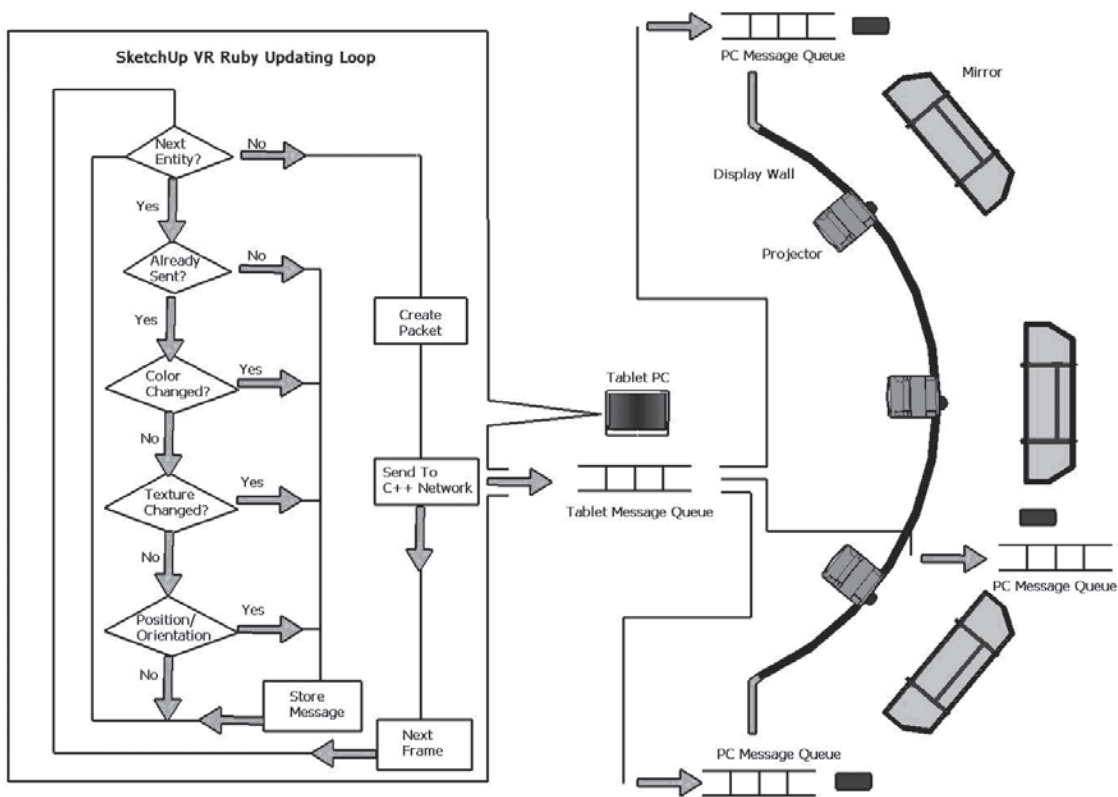 SketchUp VR Ruby Updating Loop
Next
Entity?
No
Yes
Already
Sent?
No
Yes
Color
Changed?
Yes
No
Texture
Changed?
Yes
No
Position/
Orientation
Yes
No
Store
Message
Create
Packet
Send To
C++ Network
Next
Frame
Tablet PC
Tablet Message Queue
PC Message Queue
Mirror
Display Wall
Projector
PC Message Queue
PC Message Queue